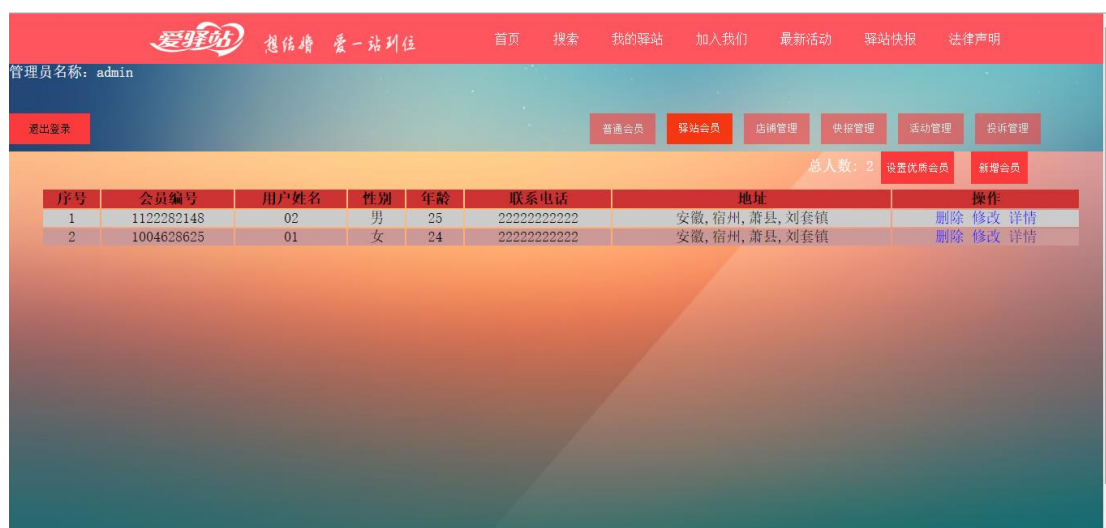 爱驿站 想结婚 爱一站到位 首页 搜索 我的驿站 加入我们 最新活动 驿站快报 法律声明
管理员名称: admin
退出登录 普通会员 驿站会员 店铺管理 快报管理 活动管理 投诉管理
总人数: 2 设置优质会员 新增会员
序号 会员编号 用户姓名 性别 年龄 联系电话 地址 操作
1 1122282148 02 男 25 22222222222 安徽,宿州,萧县,刘套镇 删除 修改 详情
2 1004628625 01 女 24 22222222222 安徽,宿州,萧县,刘套镇 删除 修改 详情